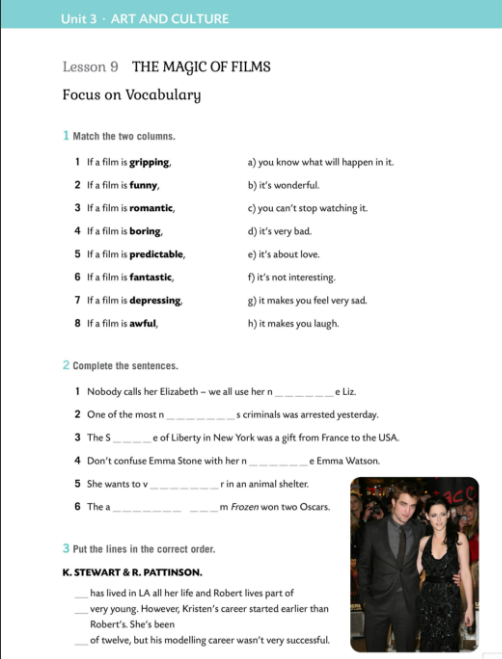 Unit 3 · ART AND CULTURE
Lesson 9 THE MAGIC OF FILMS
Focus on Vocabulary
1 Match the two columns.
1 If a film is gripping, a) you know what will happen in it.
2 If a film is funny, b) it's wonderful.
3 If a film is romantic, c) you can't stop watching it.
4 If a film is boring, d) it's very bad.
5 If a film is predictable, e) it's about love.
6 If a film is fantastic, f) it's not interesting.
7 If a film is depressing, g) it makes you feel very sad.
8 If a film is awful, h) it makes you laugh.
2 Complete the sentences.
1 Nobody calls her Elizabeth – we all use her n _ _ _ _ _ _ e Liz.
2 One of the most n _ _ _ _ _ _ _ s criminals was arrested yesterday.
3 The S _ _ _ _ e of Liberty in New York was a gift from France to the USA.
4 Don't confuse Emma Stone with her n _ _ _ _ _ _ e Emma Watson.
5 She wants to v _ _ _ _ _ _ _ r in an animal shelter.
6 The a _ _ _ _ _ _ _ _ _ _ m Frozen won two Oscars.
3 Put the lines in the correct order.
K. STEWART & R. PATTINSON.
__ has lived in LA all her life and Robert lives part of
__ very young. However, Kristen's career started earlier than
Robert's. She's been
__ of twelve, but his modelling career wasn't very successful.